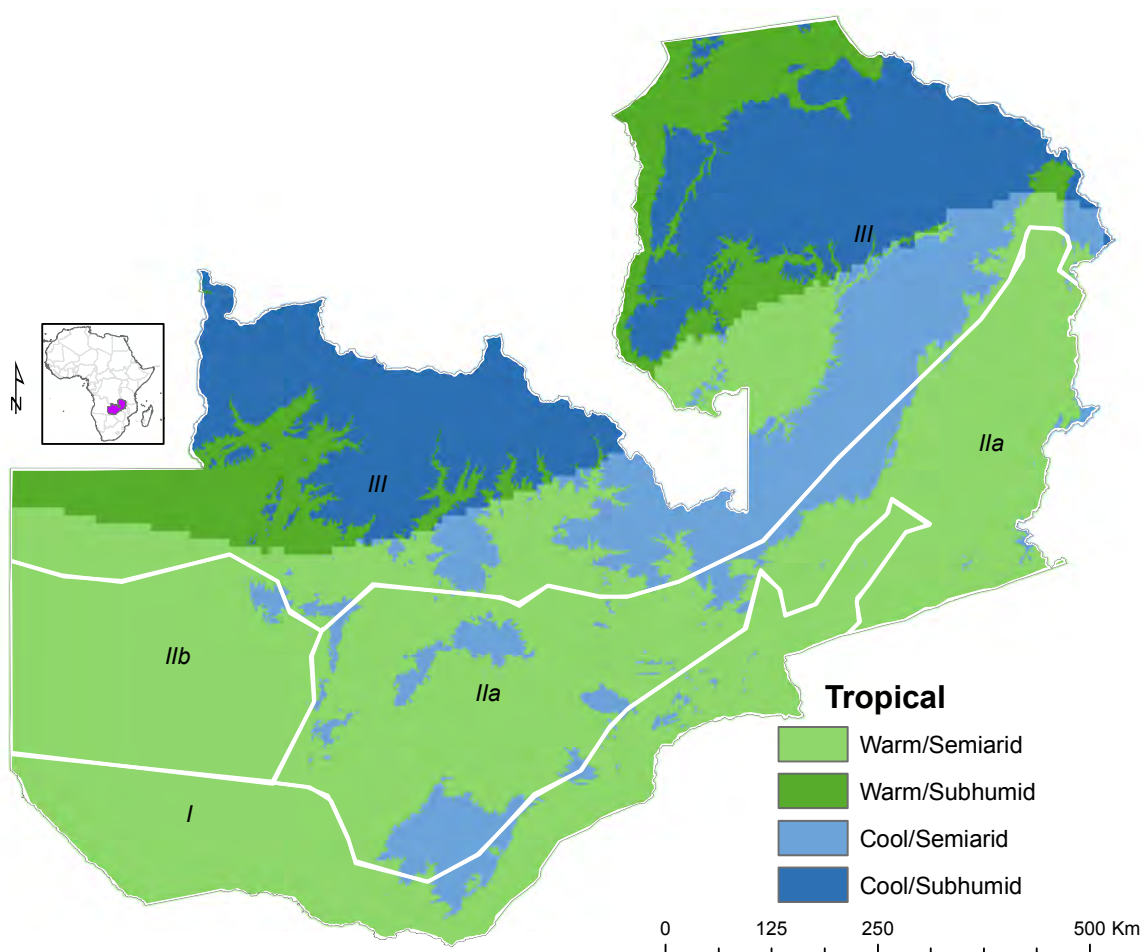 III
IIa
N
III
IIb
IIa
I
Tropical
Warm/Semiarid
Warm/Subhumid
Cool/Semiarid
Cool/Subhumid
0 125 250 500 Km